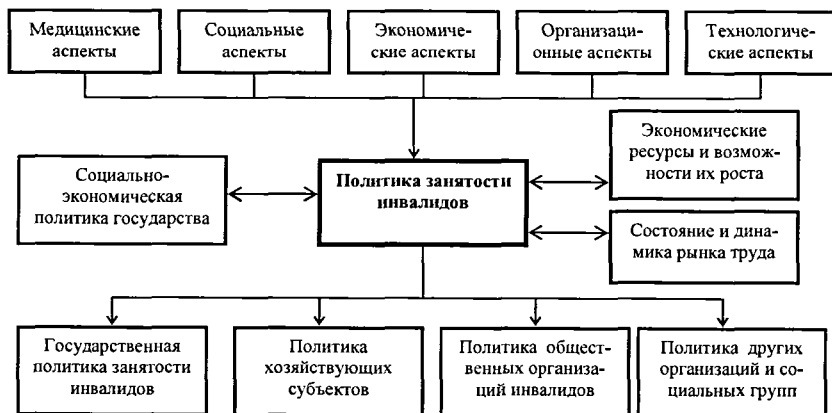 Медицинские
аспекты
Социальные
аспекты
Экономиче-
ские аспекты
Организаци-
онные аспекты
Технологиче-
ские аспекты
Социально-
экономическая
политика государства
Политика занятости
инвалидов
Экономические
ресурсы и возмож-
ности их роста
Состояние и дина-
мика рынка труда
Государственная
политика занятости
инвалидов
Политика
хозяйствующих
субъектов
Политика общест-
венных организа-
ций инвалидов
Политика других
организаций и со-
циальных групп